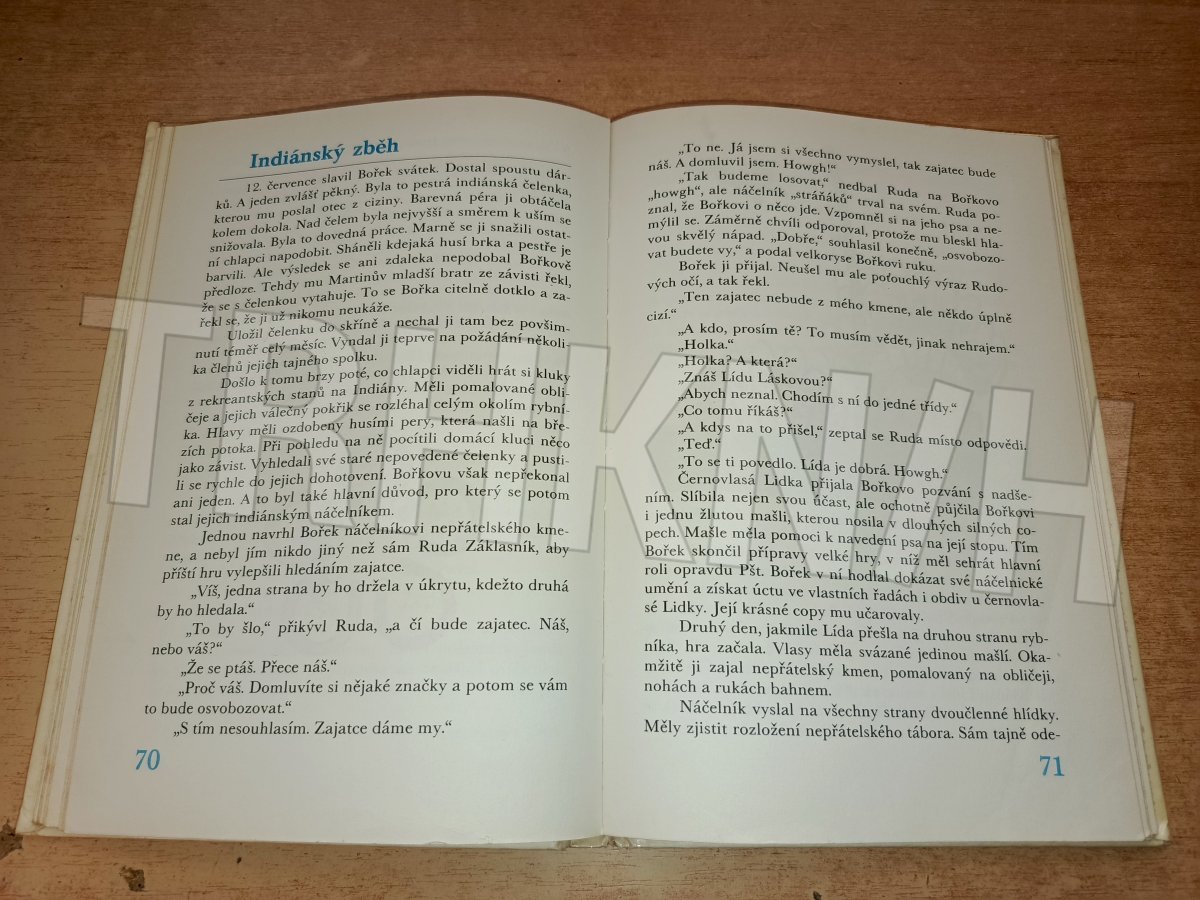 Indiánský zběh
12. července slavil Bořek svátek. Dostal spoustu dár-
ků. A jeden zvlášť pěkný. Byla to pestrá indiánská čelenka,
kterou mu poslal otec z ciziny. Barevná péra ji obtáčela
kolem dokola. Nad čelem byla nejvyšší a směrem k uším se
snižovala. Byla to dovedná práce. Marně se ji snažili ostat-
ní chlapci napodobit. Sháněli kdejaká husí brka a pestře je
barvili. Ale výsledek se ani zdaleka nepodobal Bořkově
předloze. Tehdy mu Martinův mladší bratr ze závisti řekl,
že se s čelenkou vytahuje. To se Bořka citelně dotklo a za-
řekl se, že ji už nikomu neukáže.
Uložil čelenku do skříně a nechal ji tam bez povšim-
nutí téměř celý měsíc. Vyndal ji teprve na požádání několi-
ka členů jejich tajného spolku.
Došlo k tomu brzy poté, co chlapci viděli hrát si kluky
z rekreantských stanů na Indiány. Měli pomalované obli-
čeje a jejich válečný pokřik se rozléhal celým okolím rybní-
ka. Hlavy měli ozdobeny husími pery, která našli na bře-
zích potoka. Při pohledu na ně pocítili domácí kluci něco
jako závist. Vyhledali své staré nepovedené čelenky a pusti-
li se rychle do jejich dohotovení. Bořkovu však nepřekonal
ani jeden. A to byl také hlavní důvod, pro který se potom
stal jejich indiánským náčelníkem.
Jednou navrhl Bořek náčelníkovi nepřátelského kme-
ne, a nebyl jím nikdo jiný než sám Ruda Základník, aby
příští hru vylepšili hledáním zajatce.
„Víš, jedna strana by ho držela v úkrytu, kdežto druhá
by ho hledala.“
„To by šlo,“ přikývl Ruda, „a čí bude zajatec. Náš,
nebo váš?“
„Že se ptáš. Přece náš.“
„Proč váš. Domluvíte si nějaké značky a potom se vám
to bude osvobozovat.“
„S tím nesouhlasím. Zajatce dáme my.“
70
„To ne. Já jsem si všechno vymyslel, tak zajatec bude
náš. A domluvil jsem. Howgh!“
„Tak budeme losovat,“ nedbal Ruda na Bořkovo
„howgh“, ale náčelník „stráňáků“ trval na svém. Ruda po-
znal, že Bořkovi o něco jde. Vzpomněl si na jeho psa a ne-
mýlil se. Záměrně chvíli odporoval, protože mu bleskl hla-
vou skvělý nápad. „Dobře,“ souhlasil konečně, „osvobozo-
vat budete vy,“ a podal velkoryse Bořkovi ruku.
Bořek ji přijal. Neušel mu ale poťouchlý výraz Rudo-
vých očí, a tak řekl.
„Ten zajatec nebude z mého kmene, ale někdo úplně
cizí.“
„A kdo, prosím tě? To musím vědět, jinak nehrajem.“
„Holka.“
„Holka? A která?“
„Znáš Lídu Láskovou?“
„Abych neznal. Chodím s ní do jedné třídy.“
„Co tomu říkáš?“
„A kdys na to přišel,“ zeptal se Ruda místo odpovědi.
„Teď.“
„To se ti povedlo. Lída je dobrá. Howgh.“
Černovlasá Lidka přijala Bořkovo pozvání s nadše-
ním. Slíbila nejen svou účast, ale ochotně půjčila Bořkovi
i jednu žlutou mašli, kterou nosila v dlouhých silných co-
pech. Mašle měla pomoci k navedení psa na její stopu. Tím
Bořek skončil přípravy velké hry, v níž měl sehrát hlavní
roli opravdu Pšt. Bořek v ní hodlal dokázat své náčelnické
umění a získat úctu ve vlastních řadách i obdiv u černovla-
sé Lidky. Její krásné copy mu učarovaly.
Druhý den, jakmile Lída přešla na druhou stranu ryb-
níka, hra začala. Vlasy měla svázané jedinou mašlí. Oka-
mžitě ji zajal nepřátelský kmen, pomalovaný na obličeji,
nohách a rukách bahnem.
Náčelník vyslal na všechny strany dvoučlenné hlídky.
Měly zjistit rozložení nepřátelského tábora. Sám tajně ode-
71
TRHKNIH